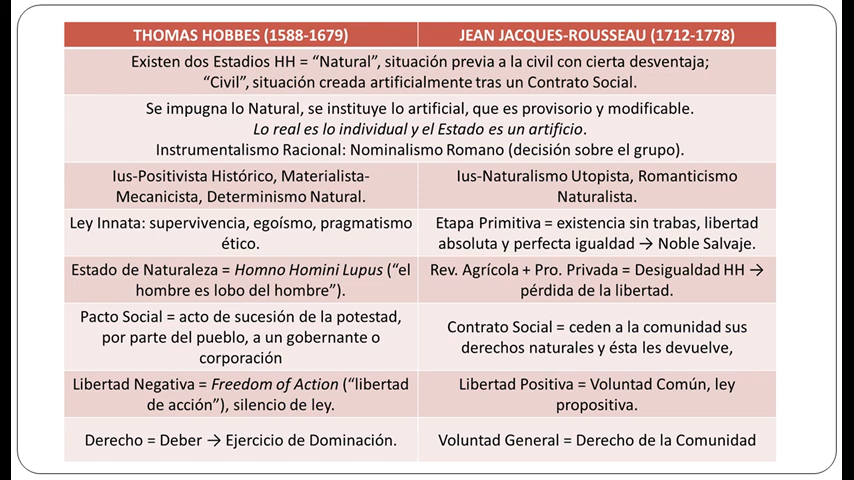 THOMAS HOBBES (1588-1679)
JEAN JACQUES-ROUSSEAU (1712-1778)
Existen dos Estadios HH = “Natural”, situación previa a la civil con cierta desventaja;
“Civil”, situación creada artificialmente tras un Contrato Social.
Se impugna lo Natural, se instituye lo artificial, que es provisorio y modificable.
Lo real es lo individual y el Estado es un artificio.
Instrumentalismo Racional: Nominalismo Romano (decisión sobre el grupo).
Ius-Positivista Histórico, Materialista-
Mecanicista, Determinismo Natural.
Ius-Naturalismo Utopista, Romanticismo
Naturalista.
Ley Innata: supervivencia, egoísmo, pragmatismo
ético.
Etapa Primitiva = existencia sin trabas, libertad
absoluta y perfecta igualdad → Noble Salvaje.
Estado de Naturaleza = Homno Homini Lupus (“el
hombre es lobo del hombre”).
Rev. Agrícola + Pro. Privada = Desigualdad HH →
pérdida de la libertad.
Pacto Social = acto de sucesión de la potestad,
por parte del pueblo, a un gobernante o
corporación
Contrato Social = ceden a la comunidad sus
derechos naturales y ésta les devuelve,
Libertad Negativa = Freedom of Action (“libertad
de acción”), silencio de ley.
Libertad Positiva = Voluntad Común, ley
propositiva.
Derecho = Deber → Ejercicio de Dominación.
Voluntad General = Derecho de la Comunidad